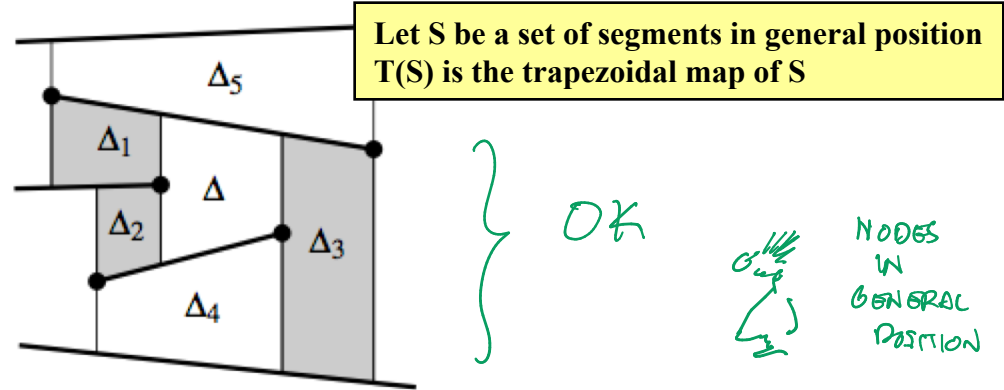 Let S be a set of segments in general position
T(S) is the trapezoidal map of S
Δ5
Δ1
Δ
Δ2
Δ3
Δ4
OK
NODES
IN
GENERAL
POSITION